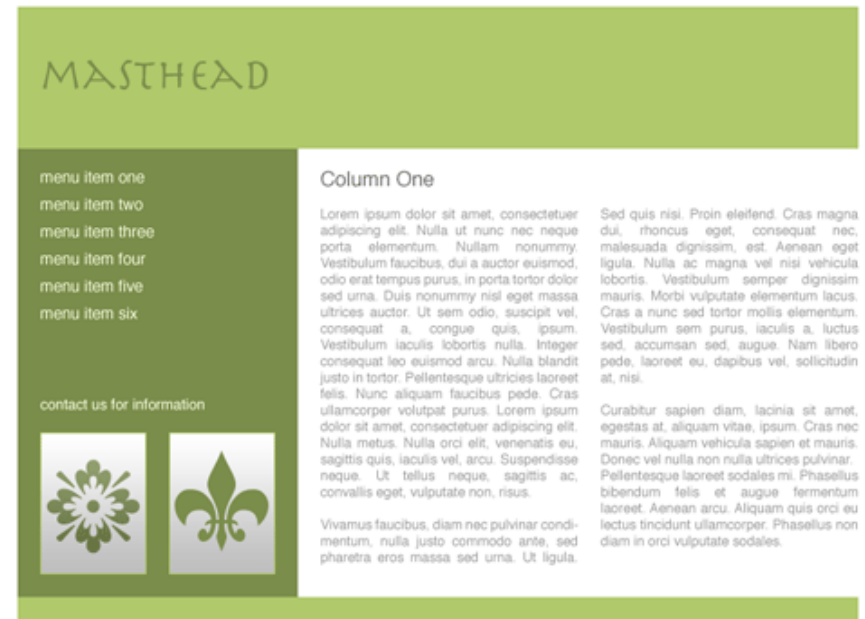 MASTHEAD
menu item one
menu item two
menu item three
menu item four
menu item five
menu item six
contact us for information
Column One
Lorem ipsum dolor sit amet, consectetuer
adipiscing elit. Nulla ut nunc nec neque
porta elementum. Nullam nonummy.
Vestibulum faucibus, dui a auctor euismod,
odio erat tempus purus, in porta tortor dolor
sed urna. Duis nonummy nisl eget massa
ultrices auctor. Ut sem odio, suscipit vel,
consequat a, congue quis, ipsum.
Vestibulum iaculis lobortis nulla. Integer
consequat leo euismod arcu. Nulla blandit
justo in tortor. Pellentesque ultricies laoreet
felis. Nunc aliquam faucibus pede. Cras
ullamcorper volutpat purus. Lorem ipsum
dolor sit amet, consectetuer adipiscing elit.
Nulla metus. Nulla orci elit, venenatis eu,
sagittis quis, iaculis vel, arcu. Suspendisse
neque. Ut tellus neque, sagittis ac,
convallis eget, vulputate non, risus.
Vivamus faucibus, diam nec pulvinar condi-
mentum, nulla justo commodo ante, sed
pharetra eros massa sed urna. Ut ligula.
Sed quis nisi. Proin eleifend. Cras magna
dui, rhoncus eget, consequat nec,
malesuada dignissim, est. Aenean eget
ligula. Nulla ac magna vel nisi vehicula
lobortis. Vestibulum semper dignissim
mauris. Morbi vulputate elementum lacus.
Cras a nunc sed tortor mollis elementum.
Vestibulum sem purus, iaculis a, luctus
sed, accumsan sed, augue. Nam libero
pede, laoreet eu, dapibus vel, sollicitudin
at, nisi.
Curabitur sapien diam, lacinia sit amet,
egestas at, aliquam vitae, ipsum. Cras nec
mauris. Aliquam vehicula sapien et mauris.
Donec vel nulla non nulla ultrices pulvinar.
Pellentesque laoreet sodales mi. Phasellus
bibendum felis et augue fermentum
laoreet. Aenean arcu. Aliquam quis orci eu
lectus tincidunt ullamcorper. Phasellus non
diam in orci vulputate sodales.